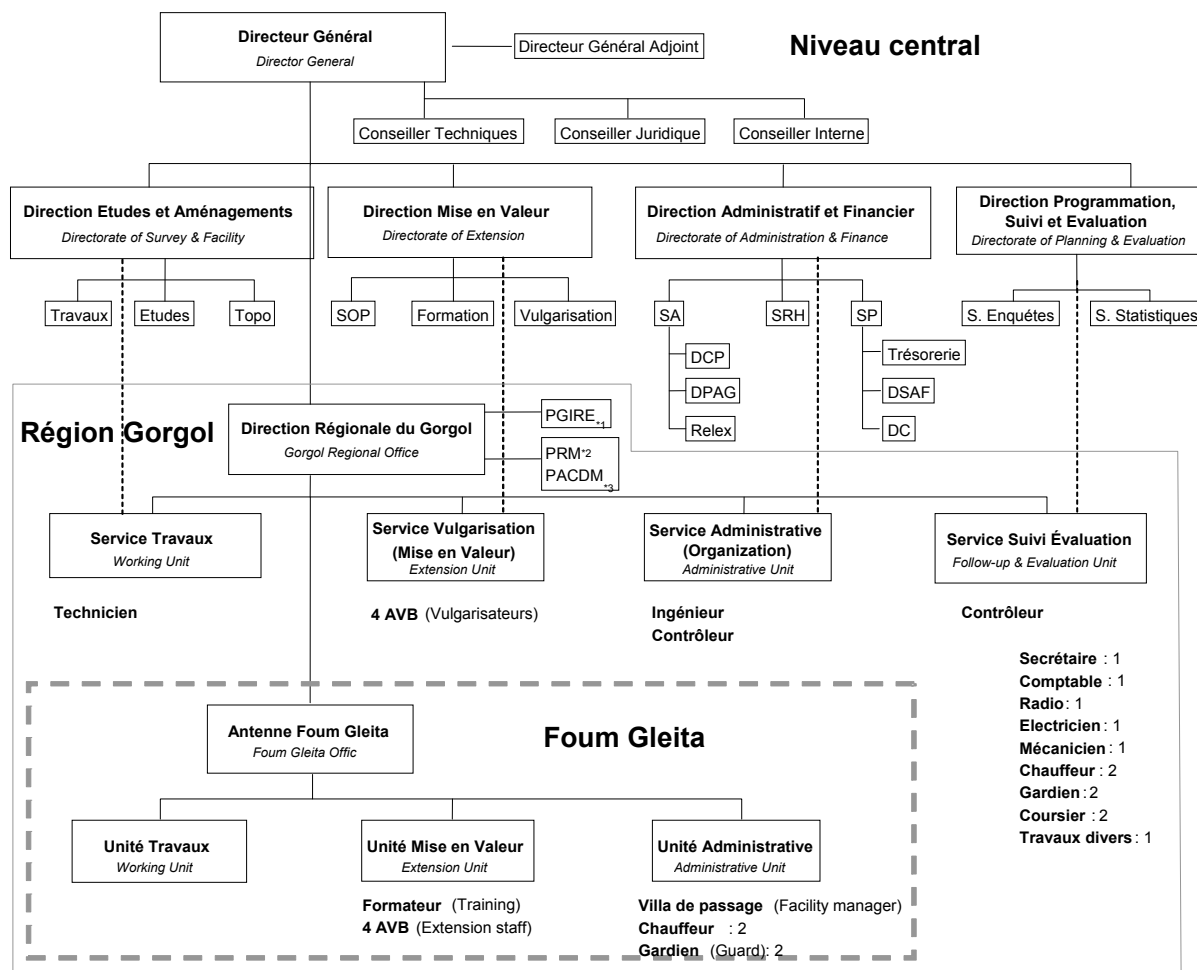 Directeur Général
Director General
Directeur Général Adjoint
Niveau central
Conseiller Techniques
Conseiller Juridique
Conseiller Interne
Direction Etudes et Aménagements
Directorate of Survey & Facility
Direction Mise en Valeur
Directorate of Extension
Direction Administratif et Financier
Directorate of Administration & Finance
Direction Programmation,
Suivi et Evaluation
Directorate of Planning & Evaluation
Travaux
Etudes
Topo
SOP
Formation
Vulgarisation
SA
SRH
SP
S. Enquétes
S. Statistiques
DCP
DPAG
Relex
Trésorerie
DSAF
DC
Région Gorgol
Direction Régionale du Gorgol
Gorgol Regional Office
PGIRE*1
PRM*2
PACDM*3
Service Travaux
Working Unit
Service Vulgarisation
(Mise en Valeur)
Extension Unit
Service Administrative
(Organization)
Administrative Unit
Service Suivi Évaluation
Follow-up & Evaluation Unit
Technicien
4 AVB (Vulgarisateurs)
Ingénieur
Contrôleur
Contrôleur
Secrétaire : 1
Comptable : 1
Radio : 1
Electricien : 1
Mécanicien : 1
Chauffeur : 2
Gardien : 2
Coursier : 2
Travaux divers : 1
Antenne Foum Gleita
Foum Gleita Offic
Foum Gleita
Unité Travaux
Working Unit
Unité Mise en Valeur
Extension Unit
Unité Administrative
Administrative Unit
Formateur (Training)
4 AVB (Extension staff)
Villa de passage (Facility manager)
Chauffeur : 2
Gardien (Guard): 2